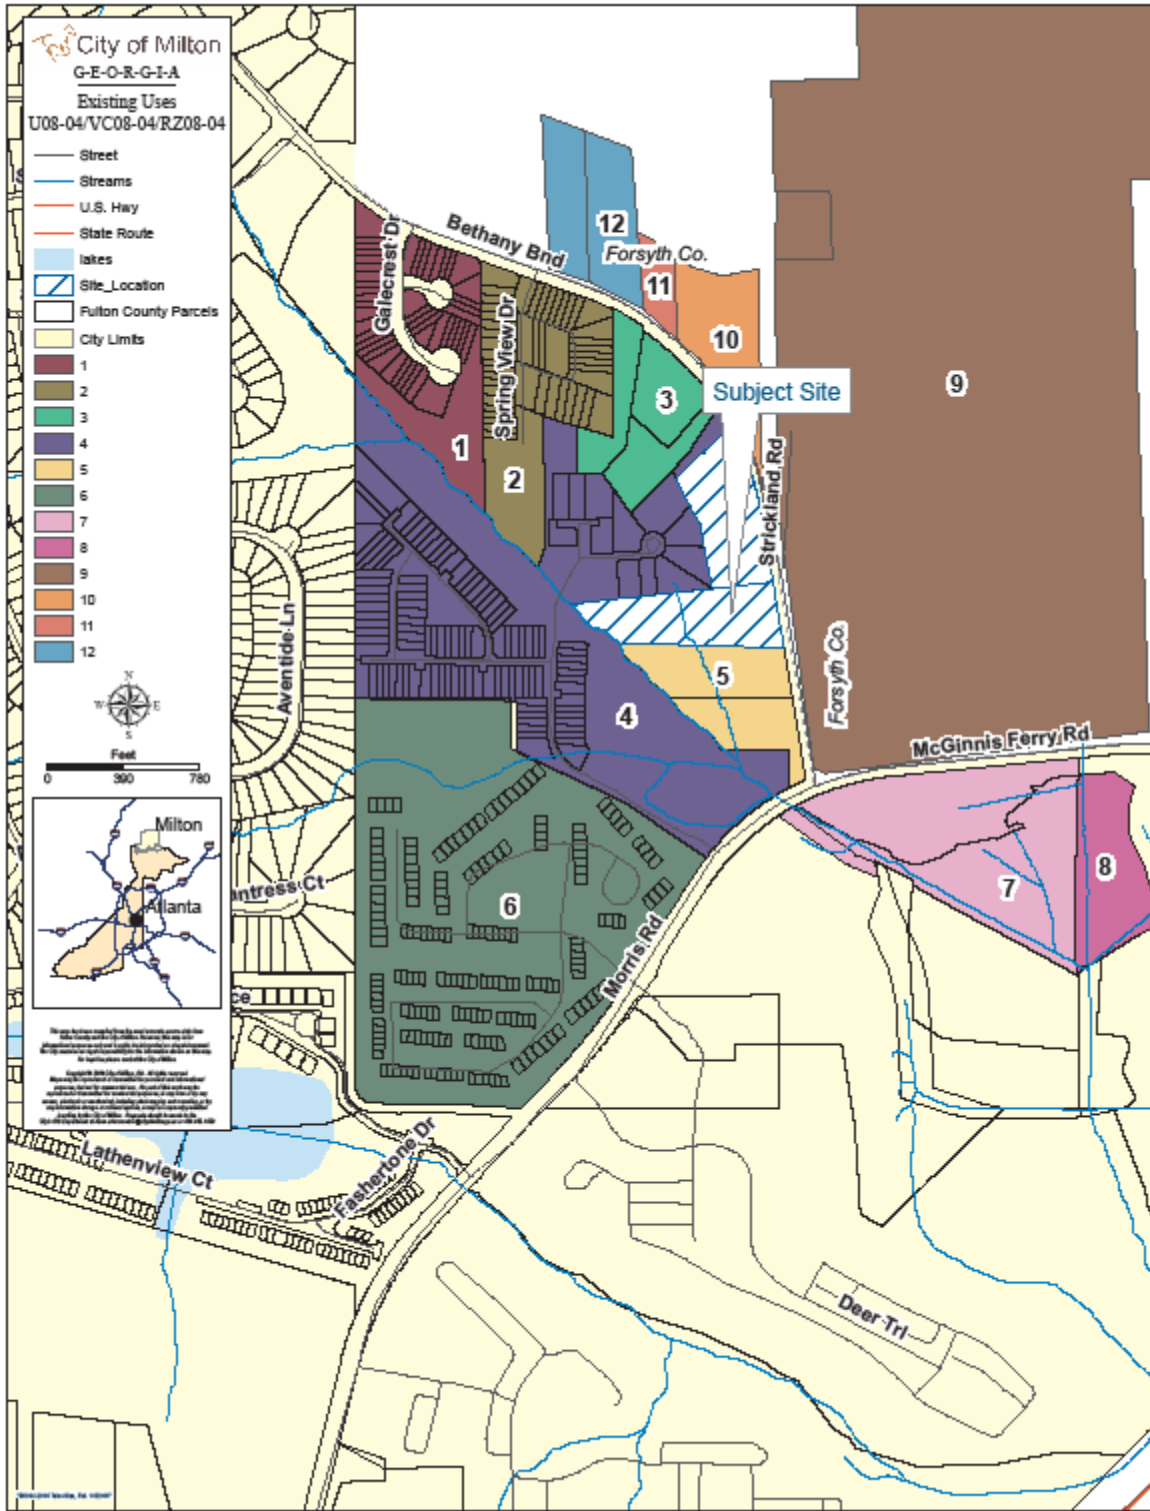 City of Milton
G-E-O-R-G-I-A
Existing Uses
U08-04/VC08-04/RZ08-04
Street
Streams
U.S. Hwy
State Route
lakes
Site_Location
Fulton County Parcels
City Limits
1
2
3
4
5
6
7
8
9
10
11
12
N
W
E
S
Feet
0
390
780
Milton
Atlanta
Bethany Bnd
Galecrest Dr
Spring View Dr
12
Forsyth Co.
11
10
9
3
Subject Site
1
2
Strickland Rd
Aventide Ln
5
Forsyth Co.
4
McGinnis Ferry Rd
7
8
6
ntress Ct
Morris Rd
ce
Lathenview Ct
Fashertone Dr
Deer Trl